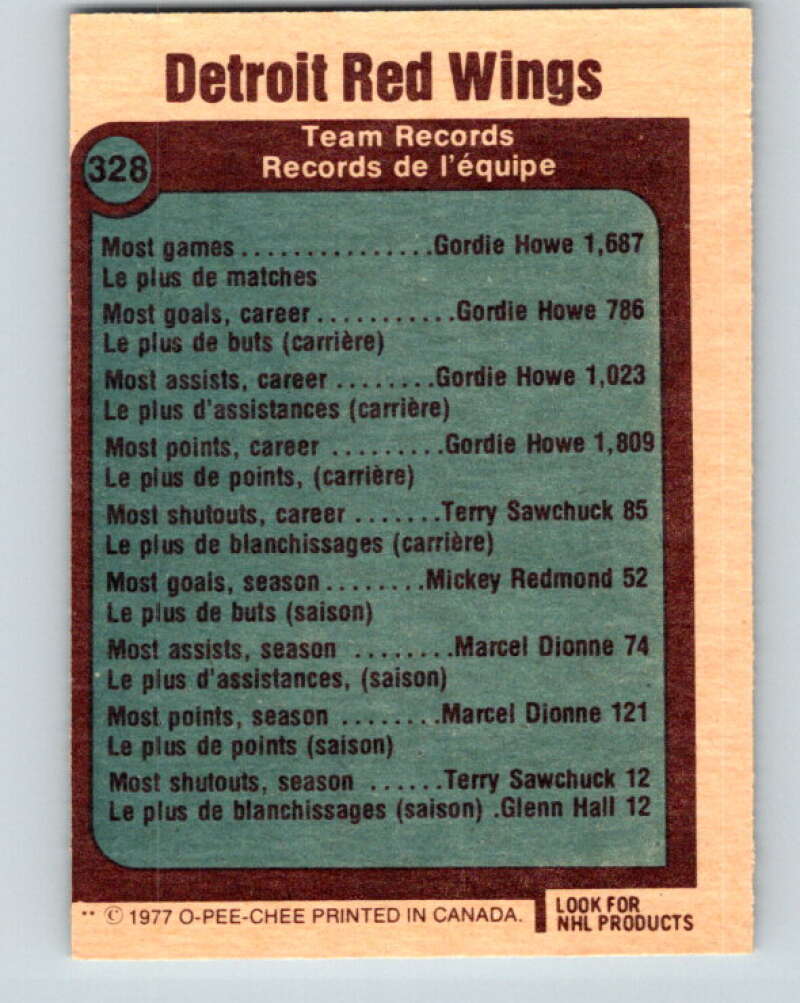 Detroit Red Wings
Team Records
328
Records de l'équipe
Most games...............Gordie Howe 1,687
Le plus de matches
Most goals, career...........Gordie Howe 786
Le plus de buts (carrière)
Most assists, career ........Gordie Howe 1,023
Le plus d'assistances (carrière)
Most points, career .........Gordie Howe 1,809
Le plus de points, (carrière)
Most shutouts, career .......Terry Sawchuck 85
Le plus de blanchissages (carrière)
Most goals, season........Mickey Redmond 52
Le plus de buts (saison)
Most assists, season ........Marcel Dionne 74
Le plus d'assistances, (saison)
Most points, season ........Marcel Dionne 121
Le plus de points (saison)
Most shutouts, season ......Terry Sawchuck 12
Le plus de blanchissages (saison) .Glenn Hall 12
** © 1977 O-PEE-CHEE PRINTED IN CANADA.
LOOK FOR
NHL PRODUCTS